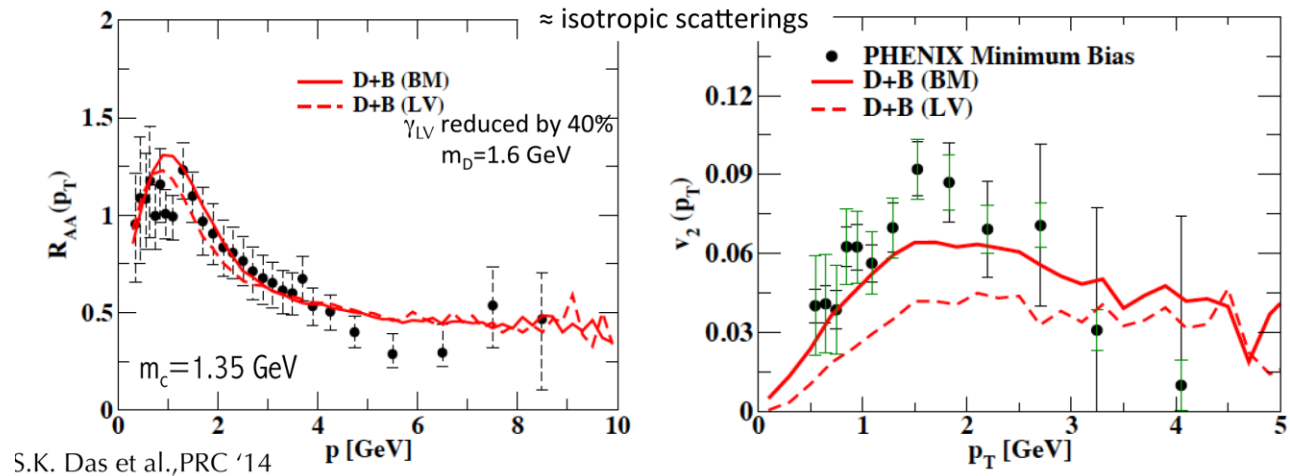 ≈ isotropic scatterings
2
1.5
1
0.5
0
R_AA(p_T)
D+B (BM)
D+B (LV)
γ_LV reduced by 40%
m_D=1.6 GeV
m_c=1.35 GeV
0 2 4 6 8 10
p [GeV]
0.12
0.09
0.06
0.03
0
v_2(p_T)
PHENIX Minimum Bias
D+B (BM)
D+B (LV)
0 1 2 3 4 5
p_T [GeV]
S.K. Das et al.,PRC ‘14